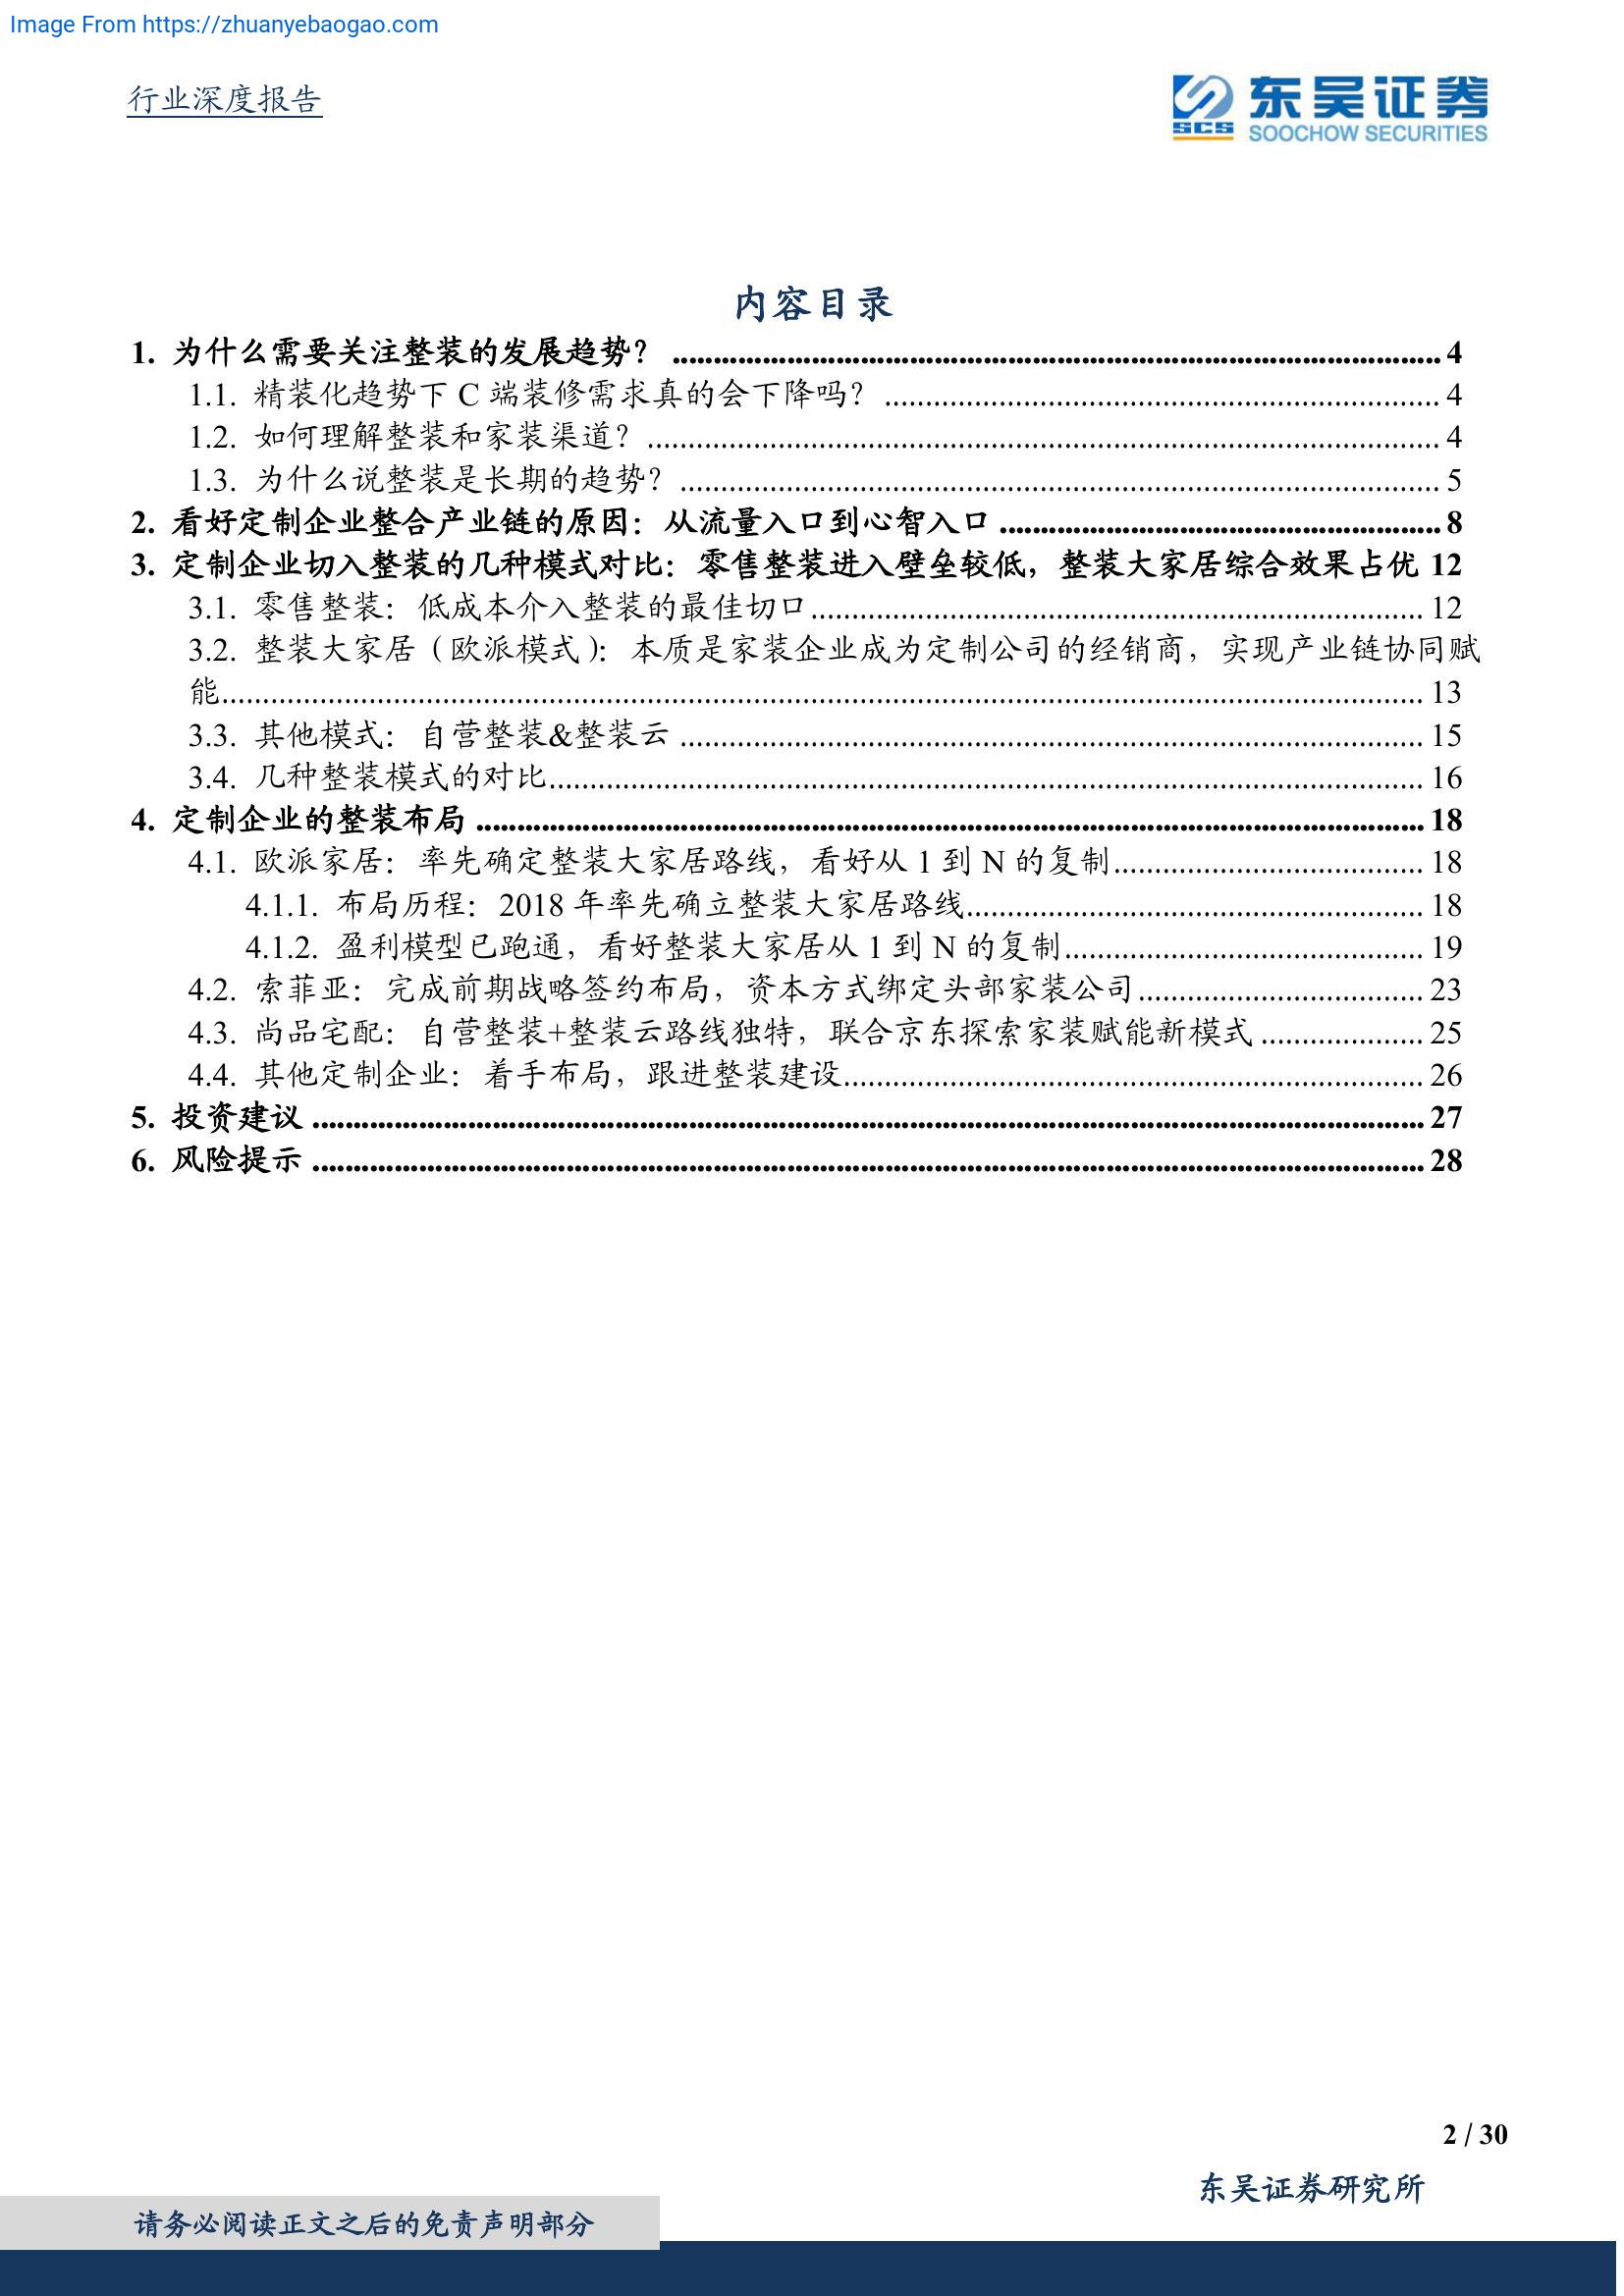 Image From https://zhuanyebaogao.com
行业深度报告
SCS
东吴证券
SOOCHOW SECURITIES
内容目录
1. 为什么需要关注整装的发展趋势？ ........................................ 4
1.1. 精装化趋势下 C 端装修需求真的会下降吗？ ........................................ 4
1.2. 如何理解整装和家装渠道？ ........................................ 4
1.3. 为什么说整装是长期的趋势？ ........................................ 5
2. 看好定制企业整合产业链的原因：从流量入口到心智入口 ........................................ 8
3. 定制企业切入整装的几种模式对比：零售整装进入壁垒较低，整装大家居综合效果占优 12
3.1. 零售整装：低成本介入整装的最佳切口 ........................................ 12
3.2. 整装大家居（欧派模式）：本质是家装企业成为定制公司的经销商，实现产业链协同赋
能 ........................................ 13
3.3. 其他模式：自营整装&整装云 ........................................ 15
3.4. 几种整装模式的对比 ........................................ 16
4. 定制企业的整装布局 ........................................ 18
4.1. 欧派家居：率先确定整装大家居路线，看好从 1 到 N 的复制 ........................................ 18
4.1.1. 布局历程：2018 年率先确立整装大家居路线 ........................................ 18
4.1.2. 盈利模型已跑通，看好整装大家居从 1 到 N 的复制 ........................................ 19
4.2. 索菲亚：完成前期战略签约布局，资本方式绑定头部家装公司 ........................................ 23
4.3. 尚品宅配：自营整装+整装云路线独特，联合京东探索家装赋能新模式 .................... 25
4.4. 其他定制企业：着手布局，跟进整装建设 ........................................ 26
5. 投资建议 ........................................ 27
6. 风险提示 ........................................ 28
2 / 30
东吴证券研究所
请务必阅读正文之后的免责声明部分